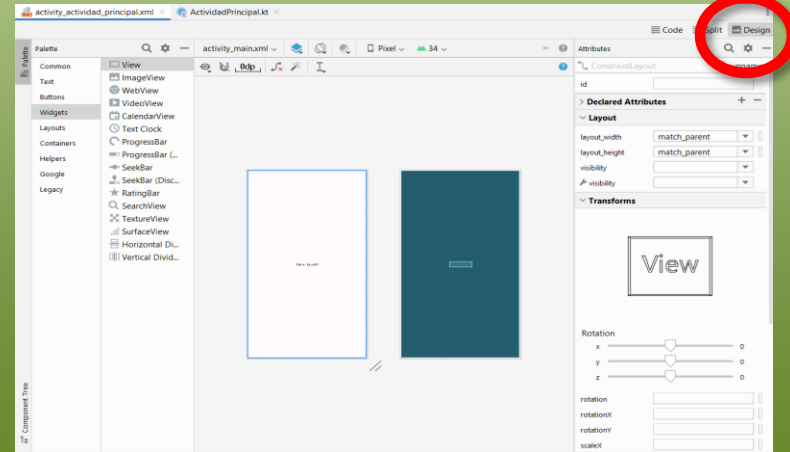 activity_actividad_principal.xml × ActividadPrincipal.kt ×
Code Split Design
Palette
activity_main.xml Pixel 34
Attributes
Palette
Common
Text
Buttons
Widgets
Layouts
Containers
Helpers
Google
Legacy
View
ImageView
WebView
VideoView
CalendarView
Text Clock
ProgressBar
ProgressBar (...
SeekBar
SeekBar (Disc...
RatingBar
SearchView
TextureView
SurfaceView
Horizontal Di...
Vertical Divid...
0dp
ConstraintLayout
id
Declared Attributes
Layout
layout_width match_parent
layout_height match_parent
visibility
visibility
Transforms
View
Rotation
x 0
y 0
z 0
rotation
rotationX
rotationY
scaleX
Component Tree